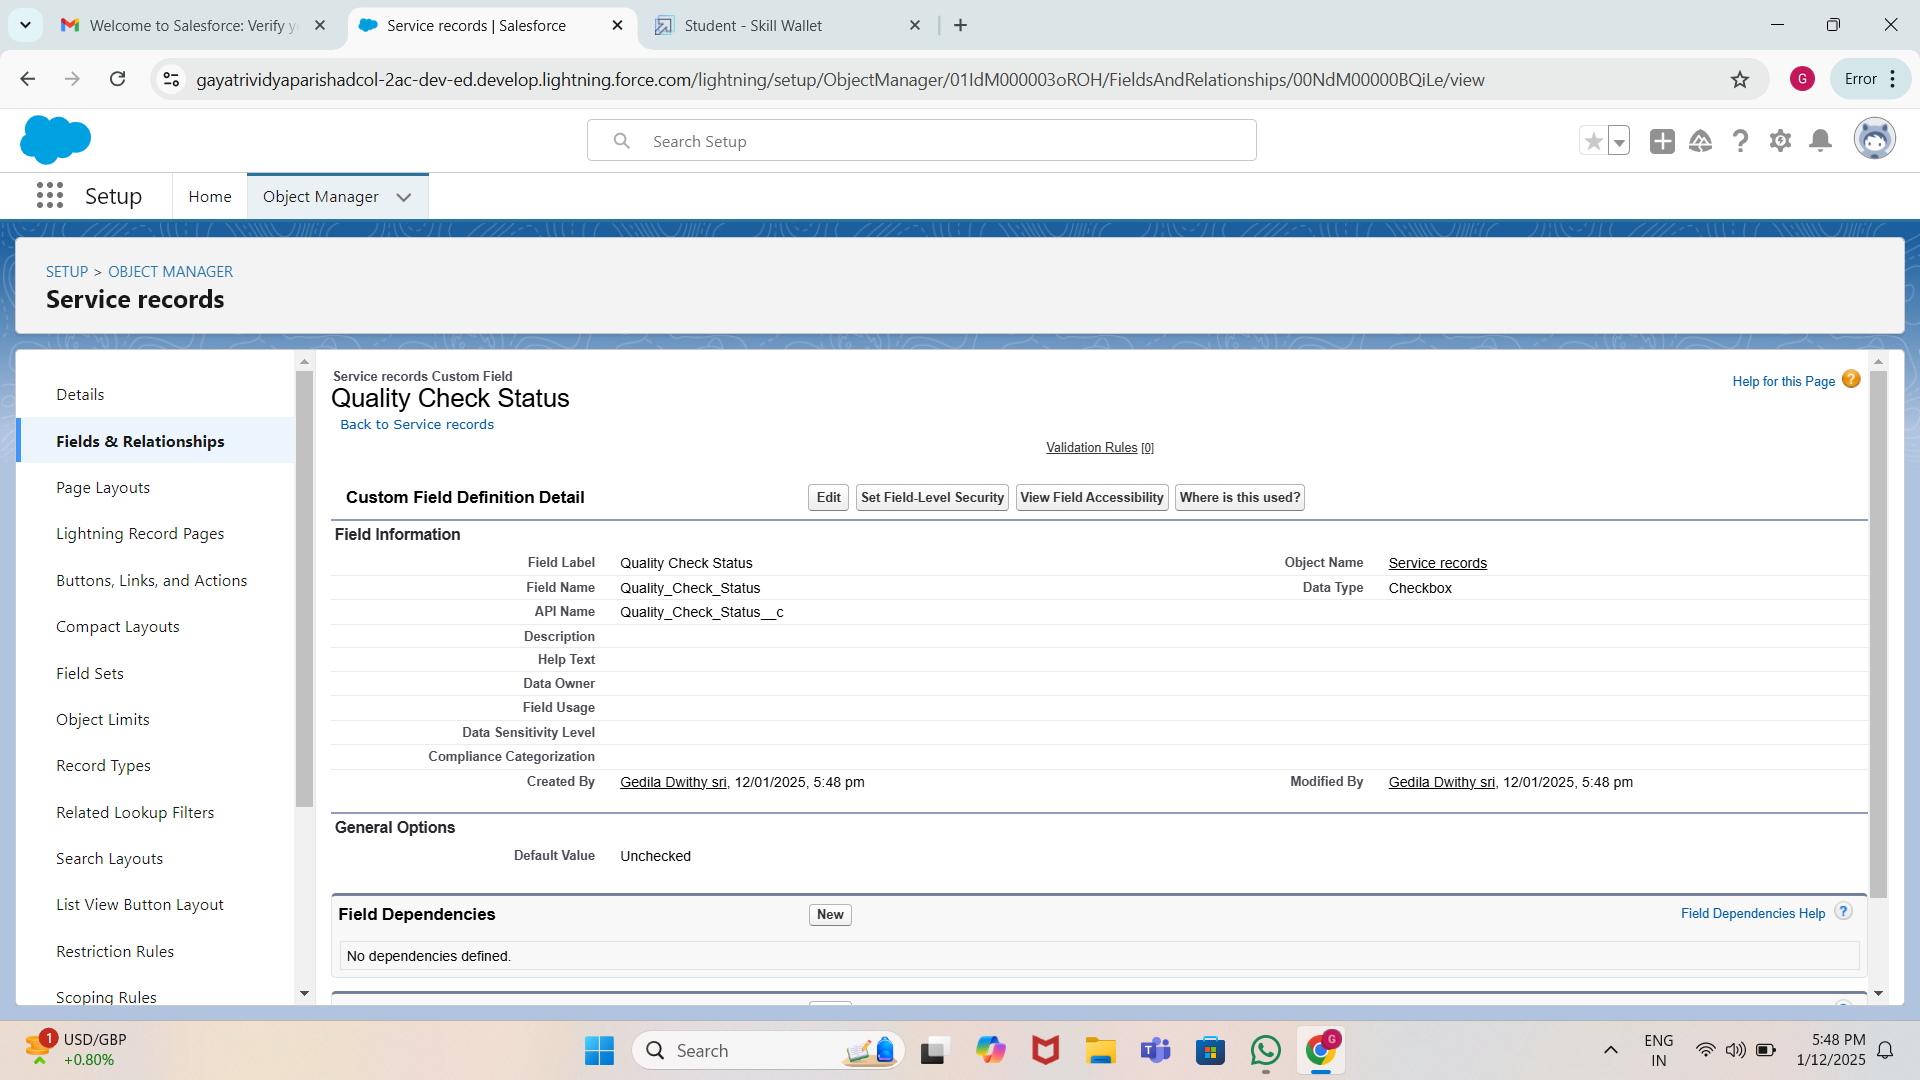 Welcome to Salesforce: Verify y
Service records | Salesforce
Student - Skill Wallet
gayatrividyaparishadcol-2ac-dev-ed.develop.lightning.force.com/lightning/setup/ObjectManager/01IdM000003oROH/FieldsAndRelationships/00NdM00000BQiLe/view
G
Error
Search Setup
Setup
Home
Object Manager
SETUP > OBJECT MANAGER
Service records
Details
Fields & Relationships
Page Layouts
Lightning Record Pages
Buttons, Links, and Actions
Compact Layouts
Field Sets
Object Limits
Record Types
Related Lookup Filters
Search Layouts
List View Button Layout
Restriction Rules
Scoping Rules
Service records Custom Field
Quality Check Status
Back to Service records
Help for this Page ?
Validation Rules [0]
Custom Field Definition Detail
Edit
Set Field-Level Security
View Field Accessibility
Where is this used?
Field Information
Field Label Quality Check Status
Object Name Service records
Field Name Quality_Check_Status
Data Type Checkbox
API Name Quality_Check_Status__c
Description
Help Text
Data Owner
Field Usage
Data Sensitivity Level
Compliance Categorization
Created By Gedila Dwithy sri, 12/01/2025, 5:48 pm
Modified By Gedila Dwithy sri, 12/01/2025, 5:48 pm
General Options
Default Value Unchecked
Field Dependencies
New
Field Dependencies Help ?
No dependencies defined.
1
USD/GBP
+0.80%
Search
G
ENG
IN
5:48 PM
1/12/2025